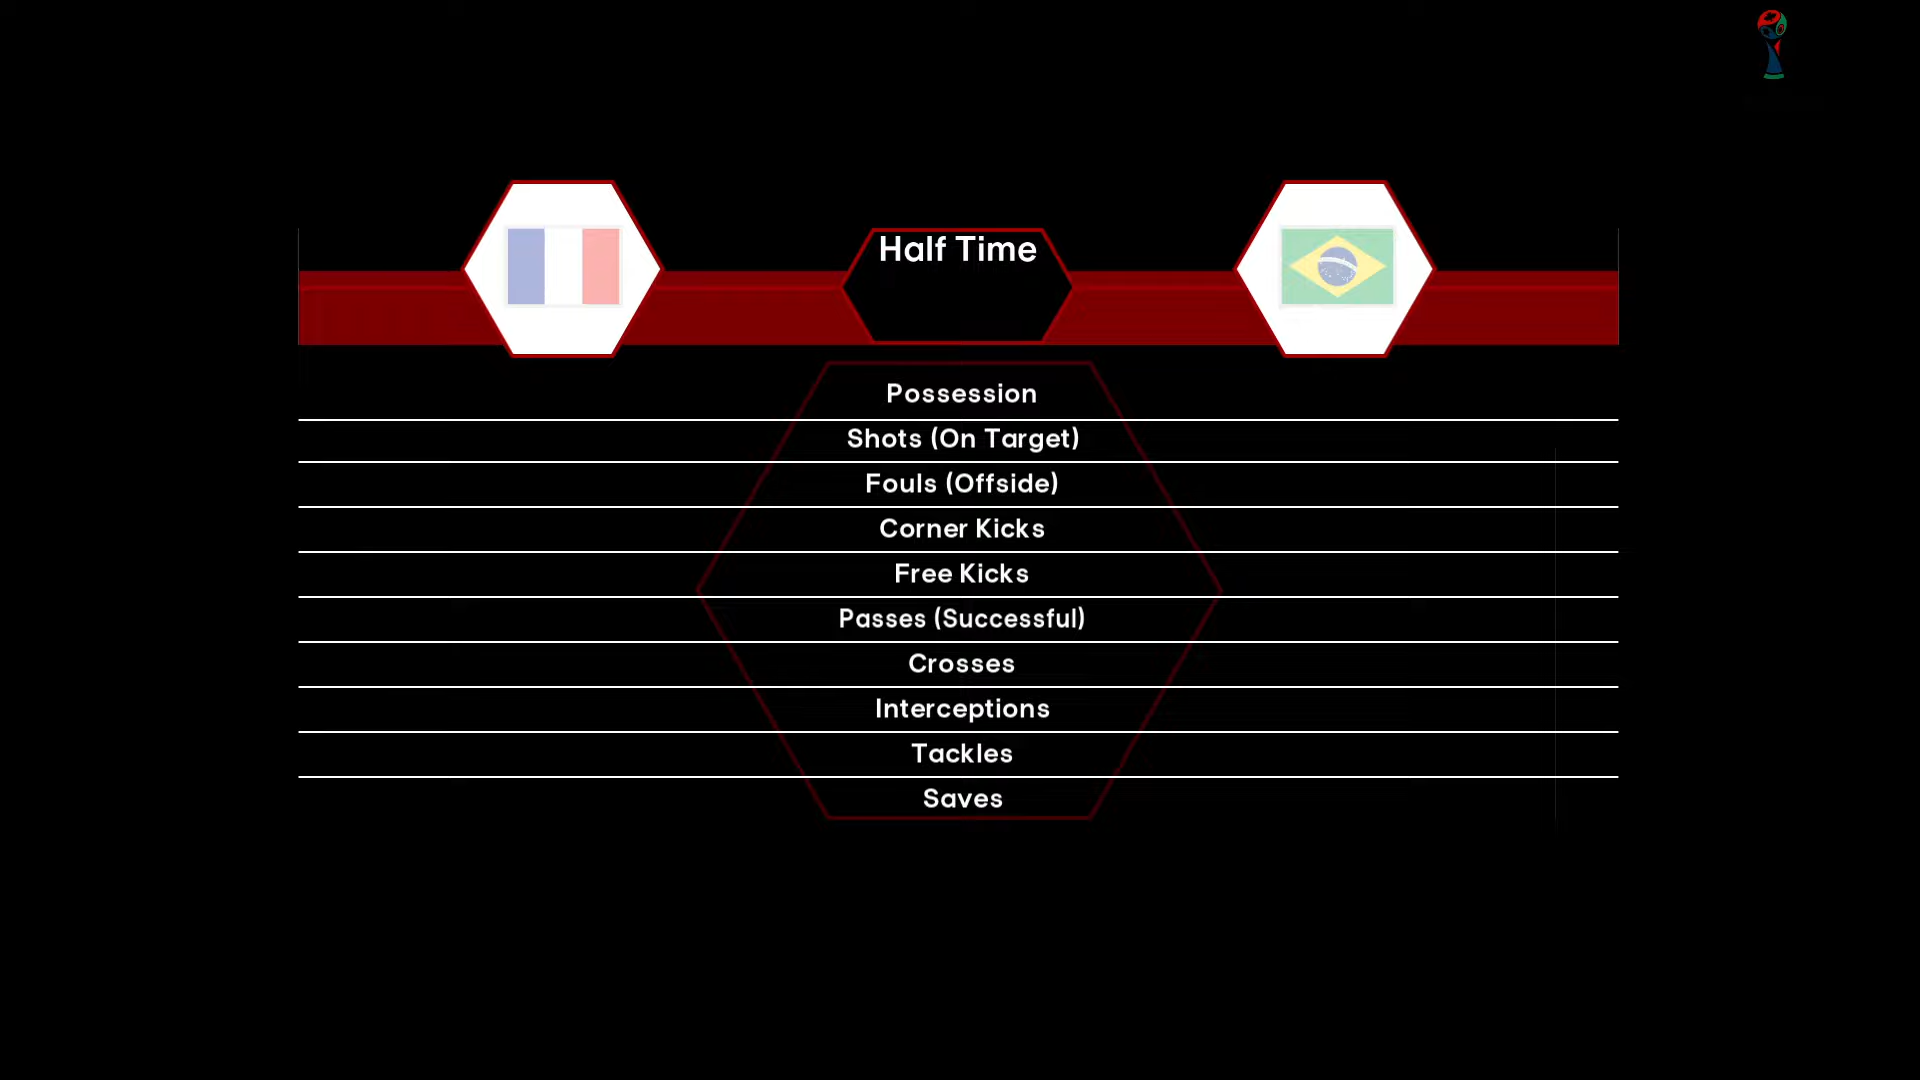 Half Time
Possession
Shots (On Target)
Fouls (Offside)
Corner Kicks
Free Kicks
Passes (Successful)
Crosses
Interceptions
Tackles
Saves